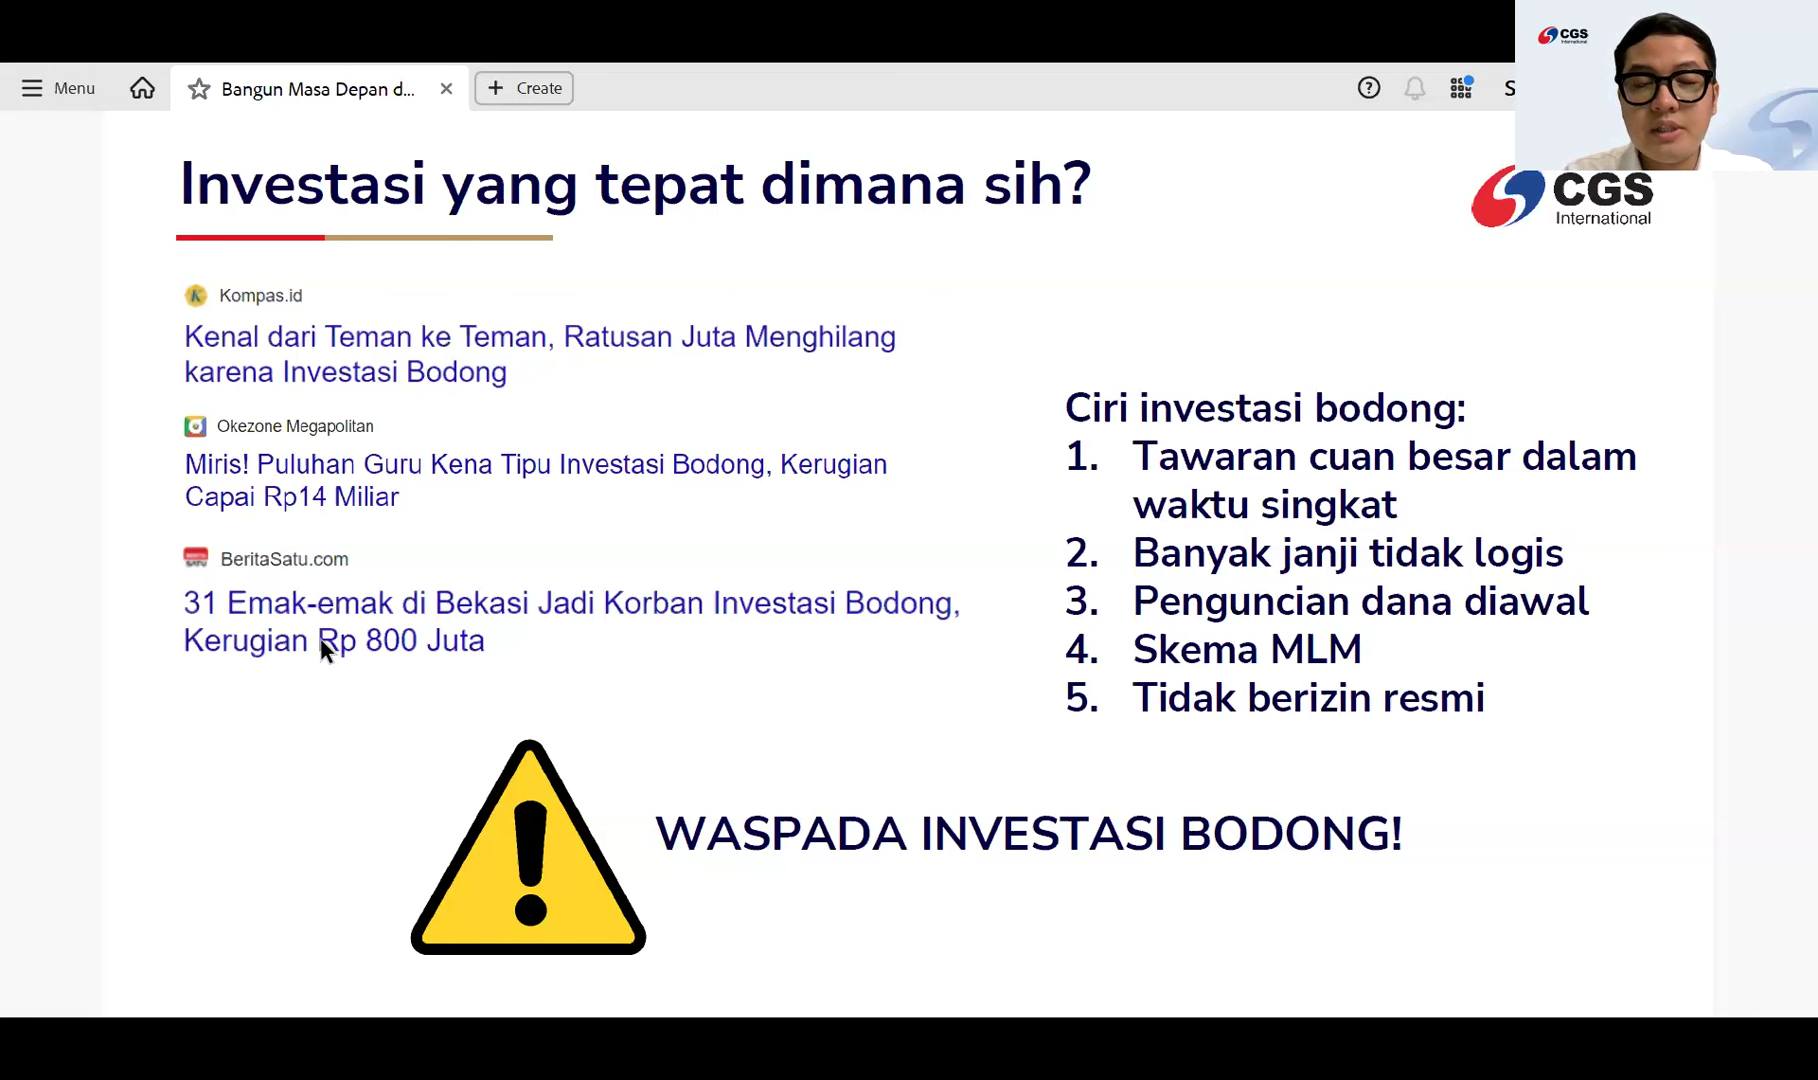 CGS
International
Menu
Bangun Masa Depan d...
Create
S
Investasi yang tepat dimana sih?
CGS
International
Kompas.id
Kenal dari Teman ke Teman, Ratusan Juta Menghilang
karena Investasi Bodong
Okezone Megapolitan
Miris! Puluhan Guru Kena Tipu Investasi Bodong, Kerugian
Capai Rp14 Miliar
BeritaSatu.com
31 Emak-emak di Bekasi Jadi Korban Investasi Bodong,
Kerugian Rp 800 Juta
Ciri investasi bodong:
1. Tawaran cuan besar dalam
waktu singkat
2. Banyak janji tidak logis
3. Penguncian dana diawal
4. Skema MLM
5. Tidak berizin resmi
WASPADA INVESTASI BODONG!